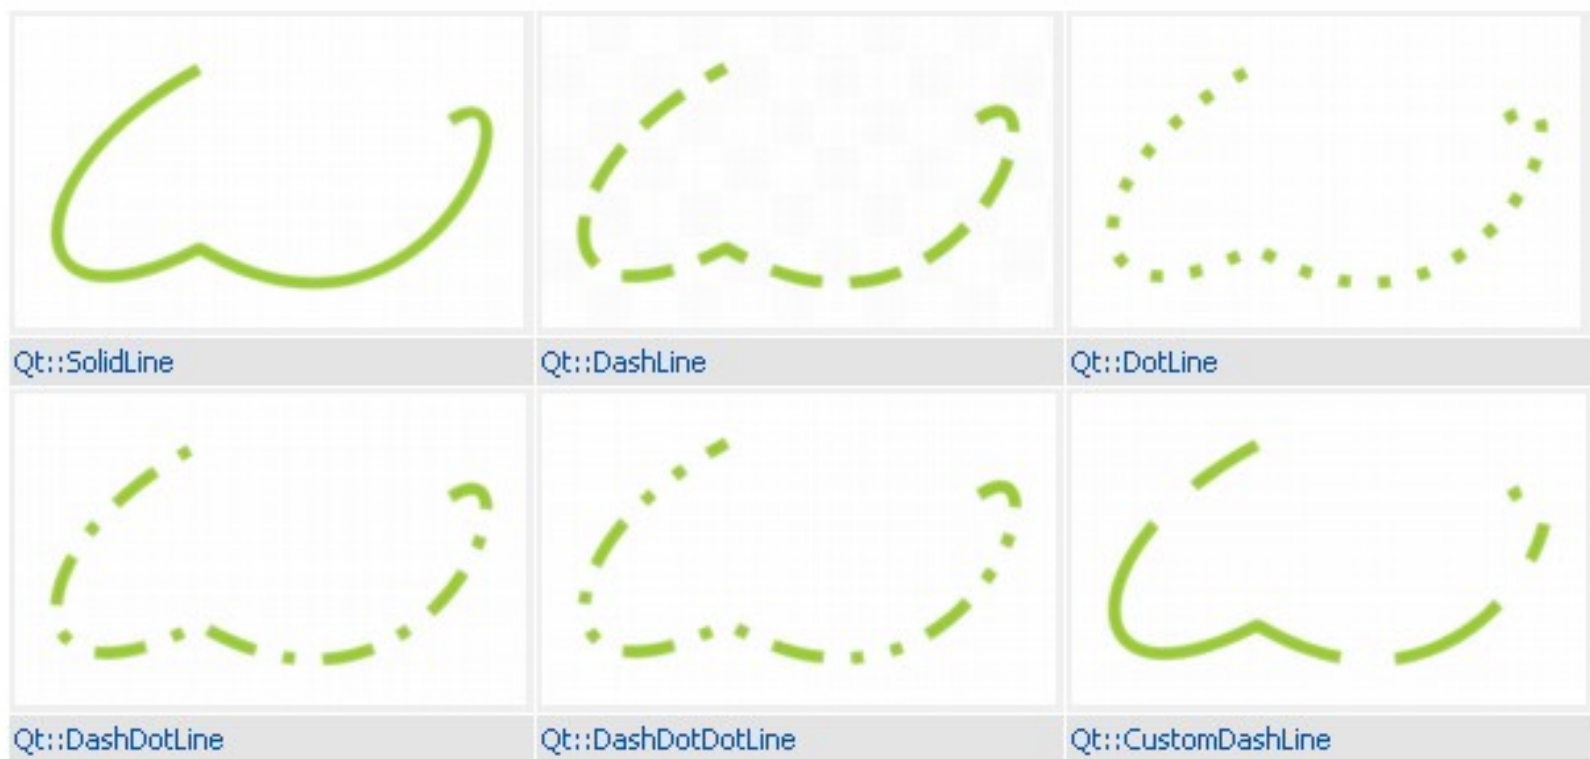 Qt::SolidLine
Qt::DashLine
Qt::DotLine
Qt::DashDotLine
Qt::DashDotDotLine
Qt::CustomDashLine